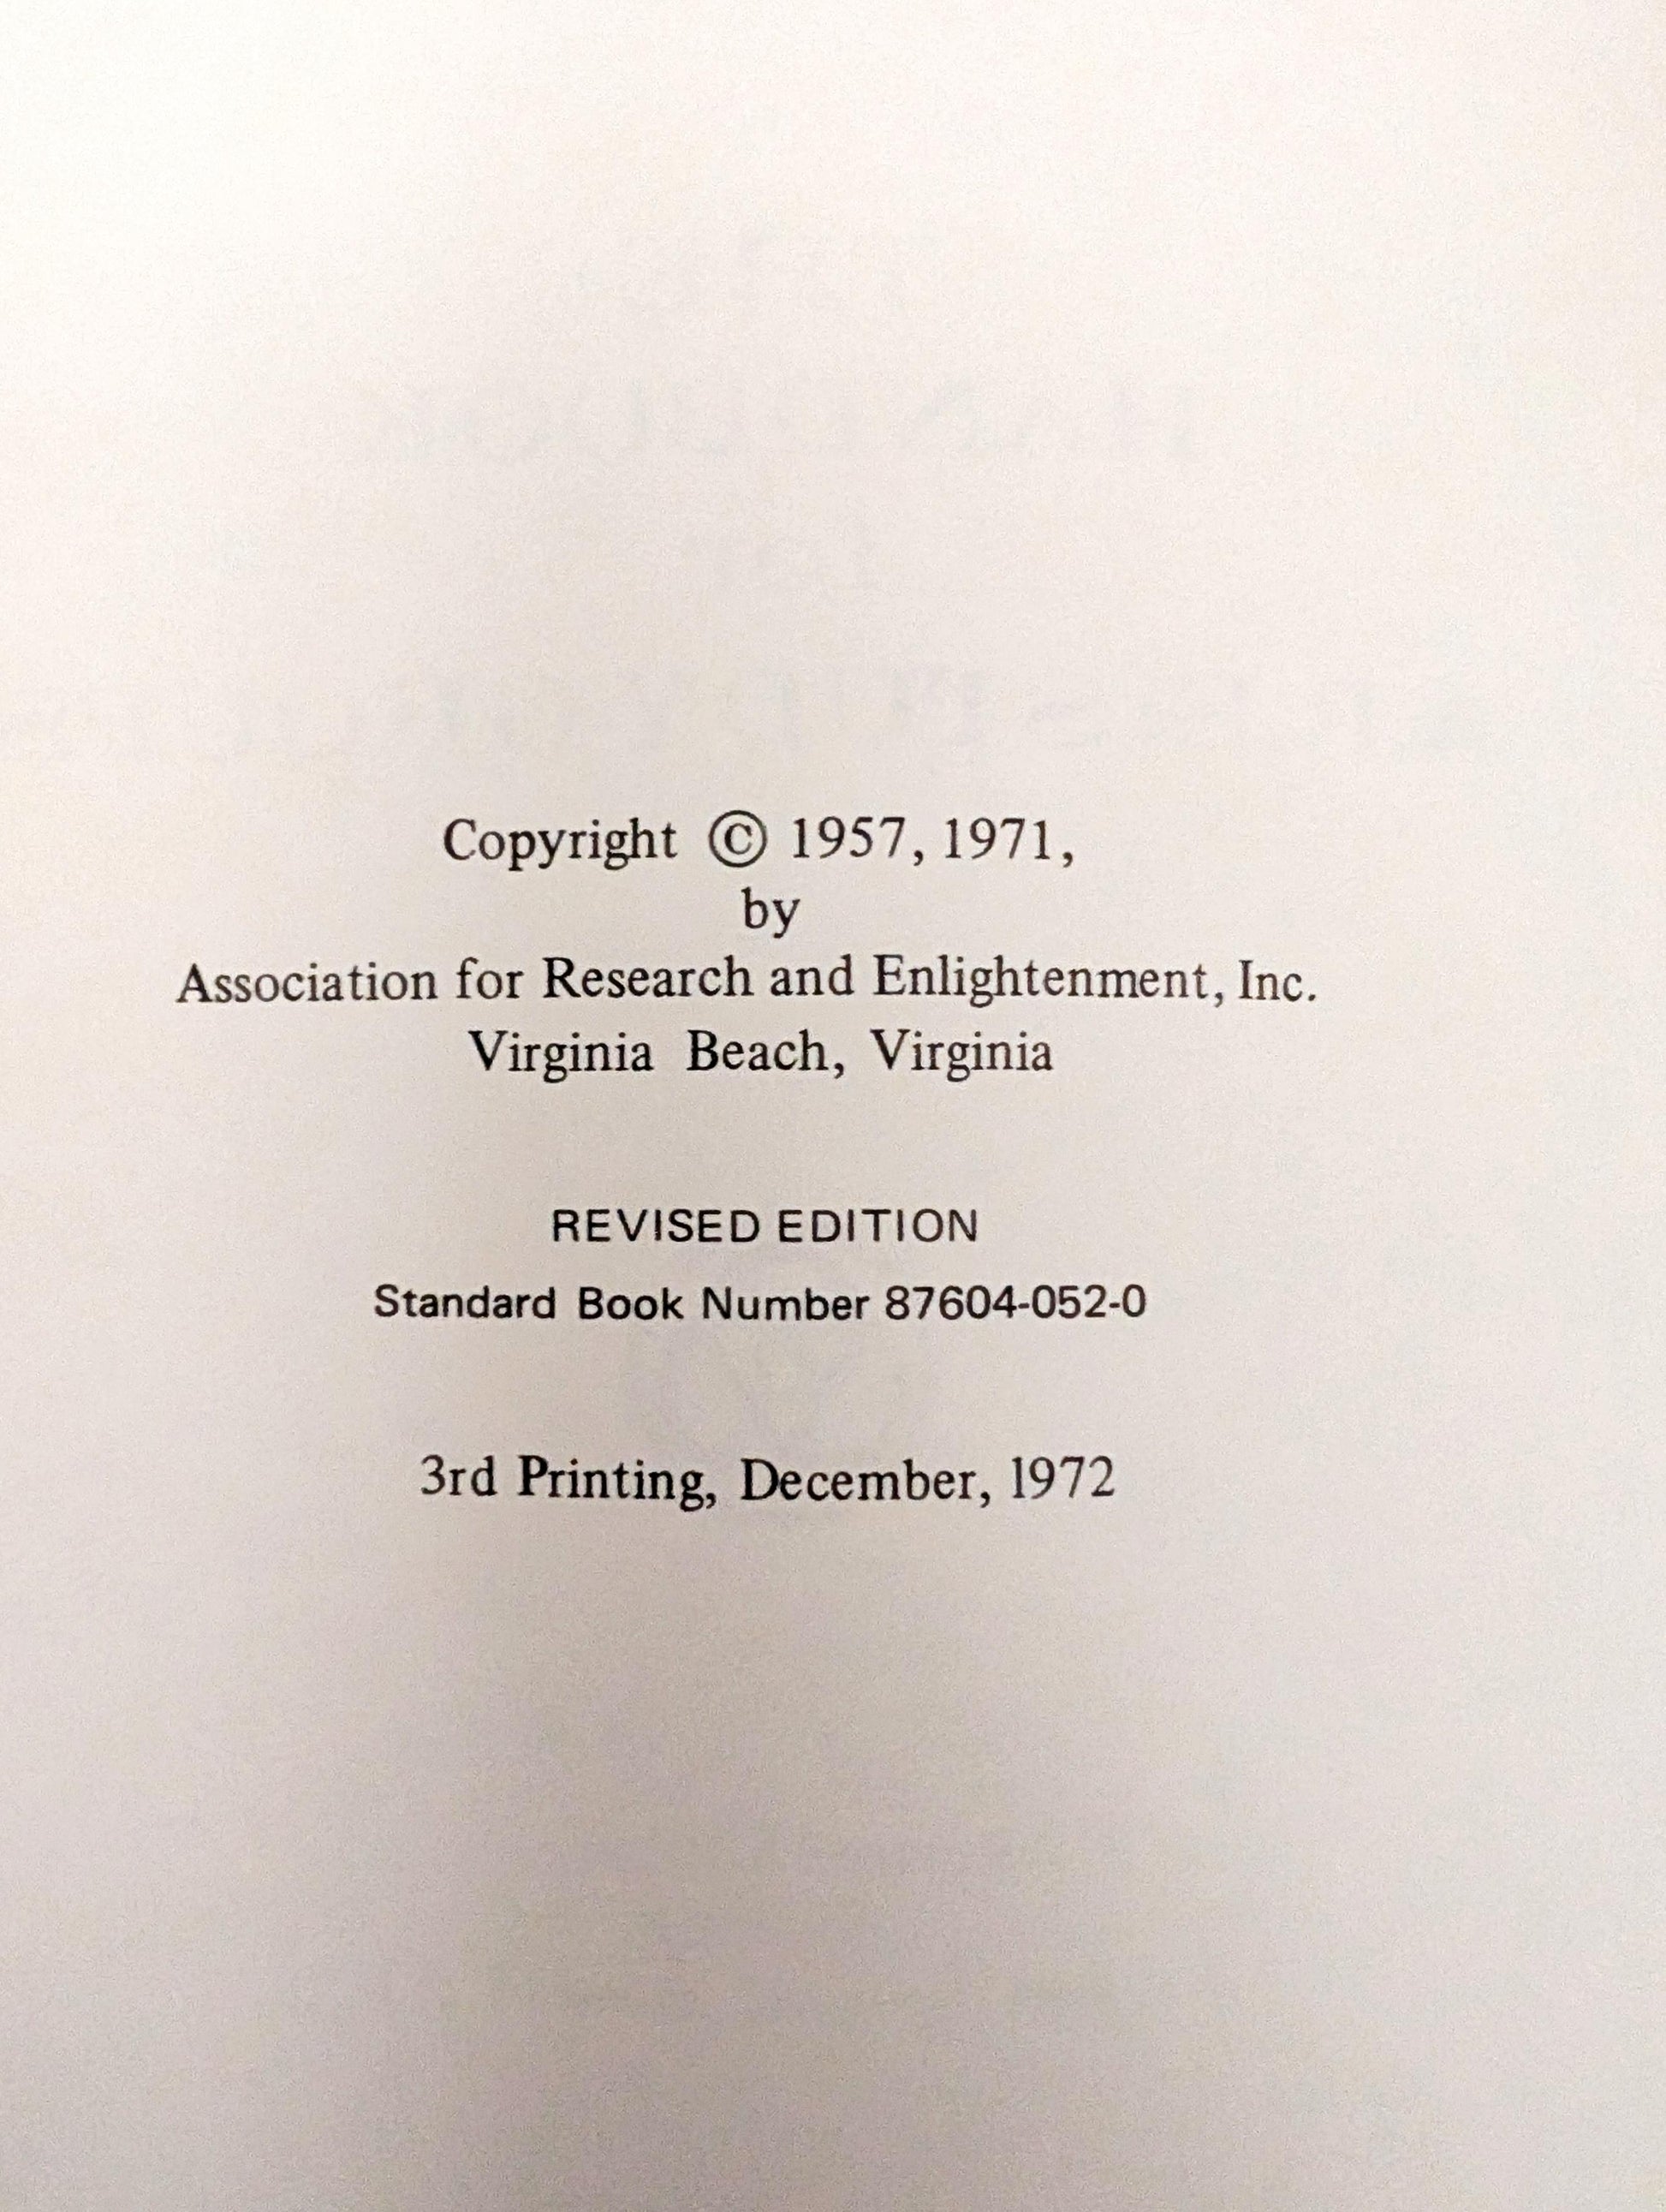 Copyright © 1957, 1971,
by
Association for Research and Enlightenment, Inc.
Virginia Beach, Virginia
REVISED EDITION
Standard Book Number 87604-052-0
3rd Printing, December, 1972